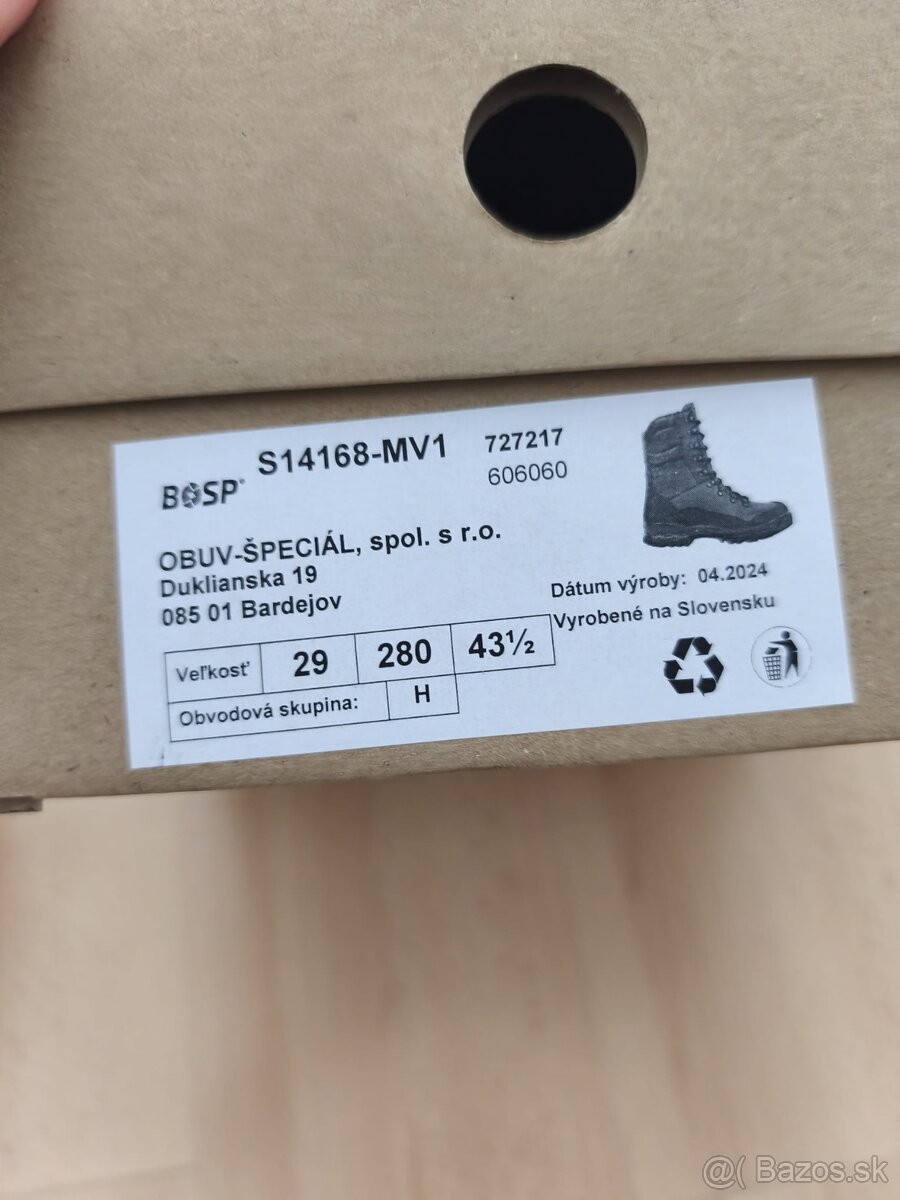 BOSP® S14168-MV1 727217
606060
OBUV-ŠPECIÁL, spol. s r.o.
Duklianska 19
085 01 Bardejov
Dátum výroby: 04.2024
Vyrobené na Slovensku
Veľkosť 29 280 43½
Obvodová skupina: H
@( Bazos.sk